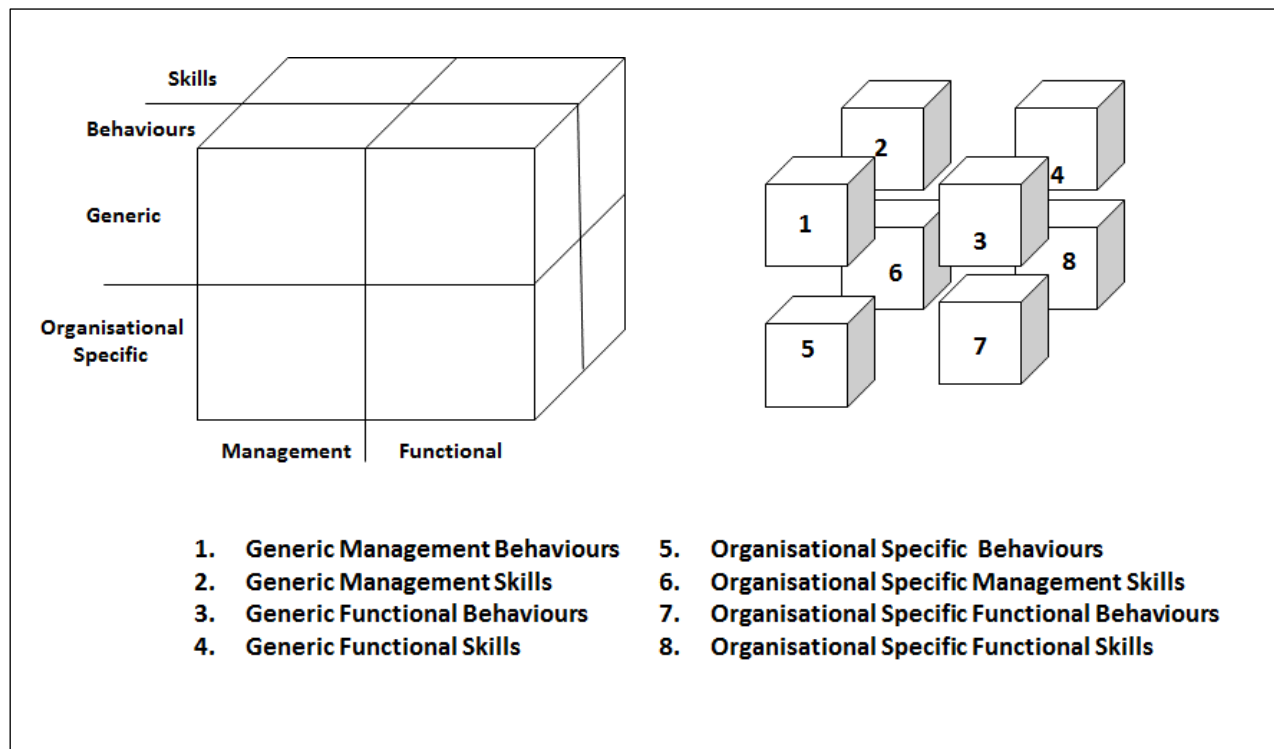 Skills
Behaviours
Generic
Organisational
Specific
Management
Functional
2
4
1
3
6
8
5
7
1. Generic Management Behaviours
2. Generic Management Skills
3. Generic Functional Behaviours
4. Generic Functional Skills
5. Organisational Specific Behaviours
6. Organisational Specific Management Skills
7. Organisational Specific Functional Behaviours
8. Organisational Specific Functional Skills